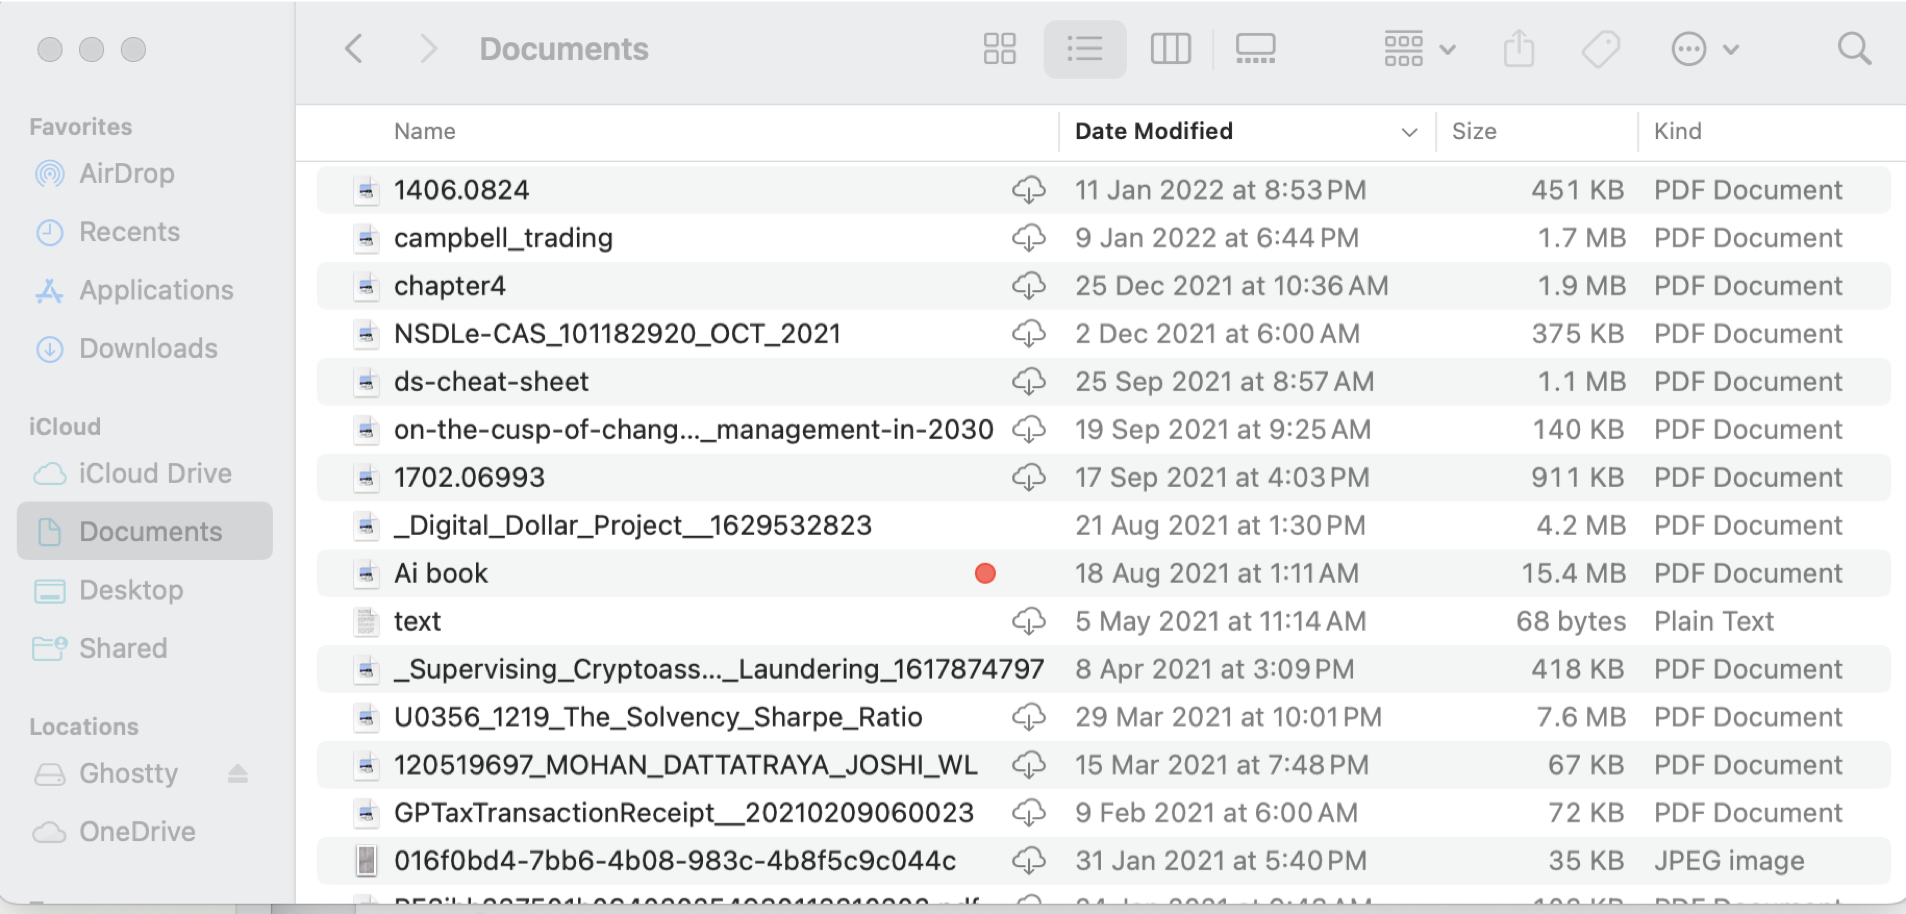 Documents
Favorites
AirDrop
Recents
Applications
Downloads
iCloud
iCloud Drive
Documents
Desktop
Shared
Locations
Ghostty
OneDrive
Name Date Modified Size Kind
1406.0824 11 Jan 2022 at 8:53 PM 451 KB PDF Document
campbell_trading 9 Jan 2022 at 6:44 PM 1.7 MB PDF Document
chapter4 25 Dec 2021 at 10:36 AM 1.9 MB PDF Document
NSDLe-CAS_101182920_OCT_2021 2 Dec 2021 at 6:00 AM 375 KB PDF Document
ds-cheat-sheet 25 Sep 2021 at 8:57 AM 1.1 MB PDF Document
on-the-cusp-of-chang..._management-in-2030 19 Sep 2021 at 9:25 AM 140 KB PDF Document
1702.06993 17 Sep 2021 at 4:03 PM 911 KB PDF Document
_Digital_Dollar_Project__1629532823 21 Aug 2021 at 1:30 PM 4.2 MB PDF Document
Ai book 18 Aug 2021 at 1:11 AM 15.4 MB PDF Document
text 5 May 2021 at 11:14 AM 68 bytes Plain Text
_Supervising_Cryptoass..._Laundering_1617874797 8 Apr 2021 at 3:09 PM 418 KB PDF Document
U0356_1219_The_Solvency_Sharpe_Ratio 29 Mar 2021 at 10:01 PM 7.6 MB PDF Document
120519697_MOHAN_DATTATRAYA_JOSHI_WL 15 Mar 2021 at 7:48 PM 67 KB PDF Document
GPTaxTransactionReceipt__20210209060023 9 Feb 2021 at 6:00 AM 72 KB PDF Document
016f0bd4-7bb6-4b08-983c-4b8f5c9c044c 31 Jan 2021 at 5:40 PM 35 KB JPEG image